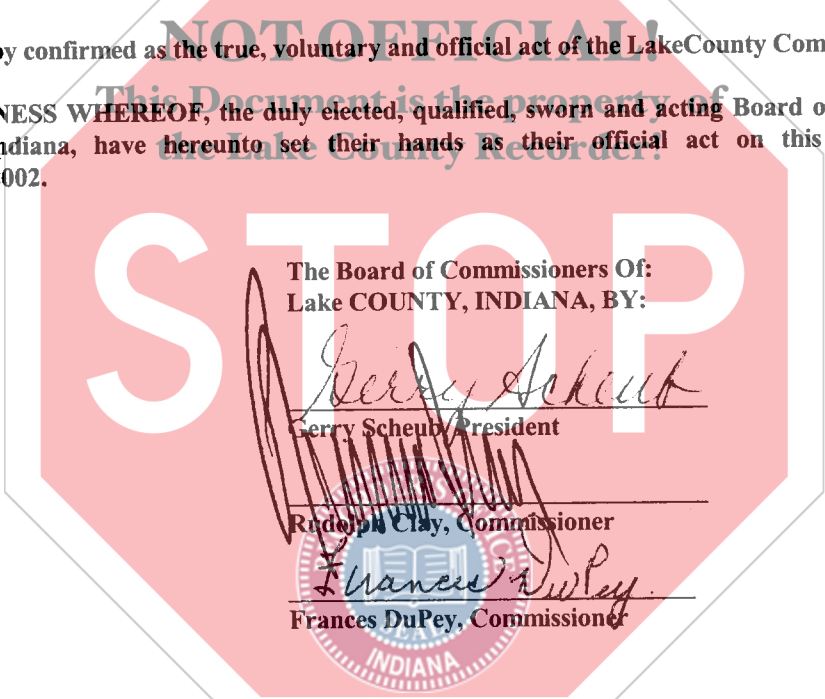 NOT OFFICIAL!
by confirmed as the true, voluntary and official act of the LakeCounty Com
This Document is the property of
NESS WHEREOF, the duly elected, qualified, sworn and acting Board o
the Lake County Recorder!
ndiana, have hereunto set their hands as their official act on this
002.
STOP
The Board of Commissioners Of:
Lake COUNTY, INDIANA, BY:
Gerry Scheub
Gerry Scheub, President
Rudolph Clay, Commissioner
Frances DuPey
Frances DuPey, Commissioner
SEAL
INDIANA